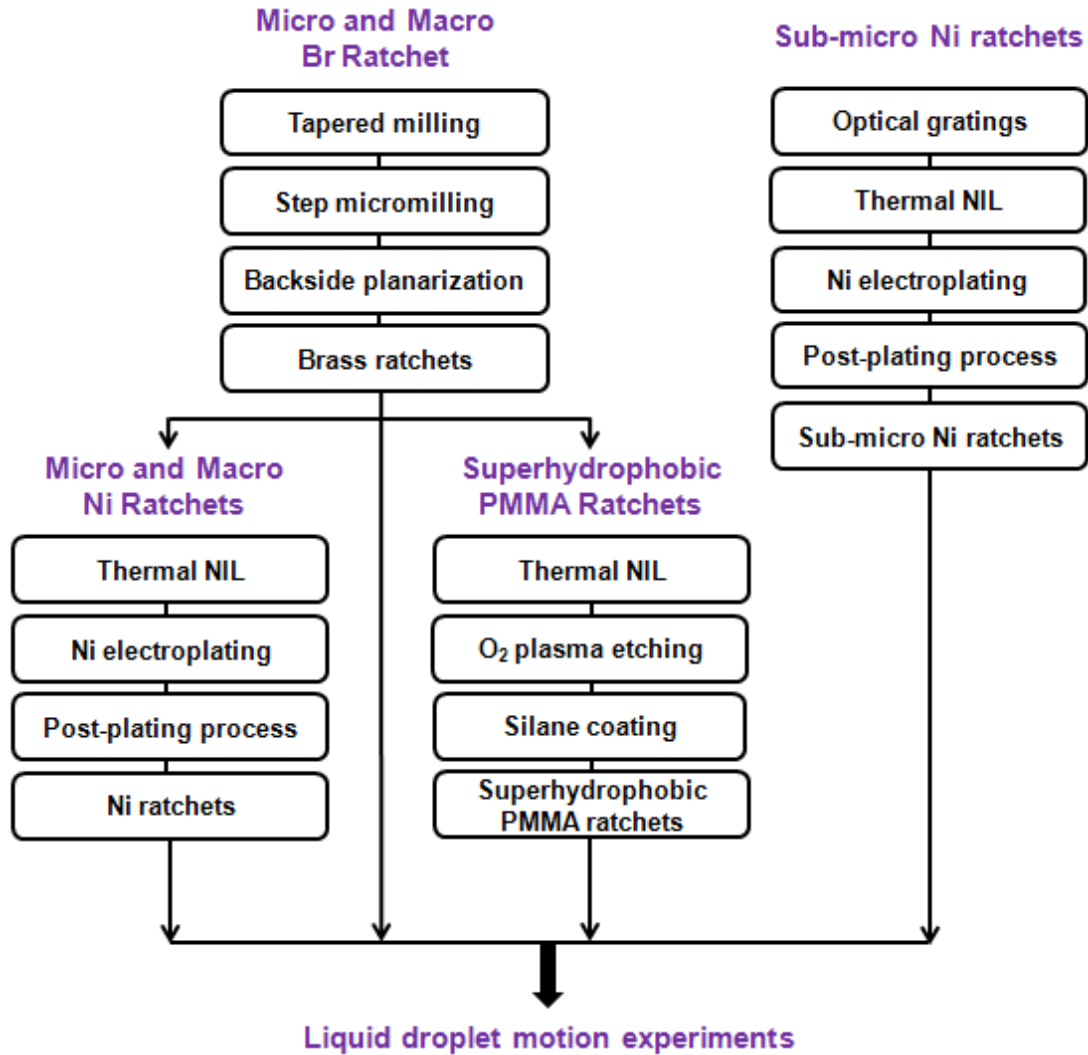 Micro and Macro
Br Ratchet
Tapered milling
Step micromilling
Backside planarization
Brass ratchets
Sub-micro Ni ratchets
Optical gratings
Thermal NIL
Ni electroplating
Post-plating process
Sub-micro Ni ratchets
Micro and Macro
Ni Ratchets
Thermal NIL
Ni electroplating
Post-plating process
Ni ratchets
Superhydrophobic
PMMA Ratchets
Thermal NIL
O₂ plasma etching
Silane coating
Superhydrophobic
PMMA ratchets
Liquid droplet motion experiments